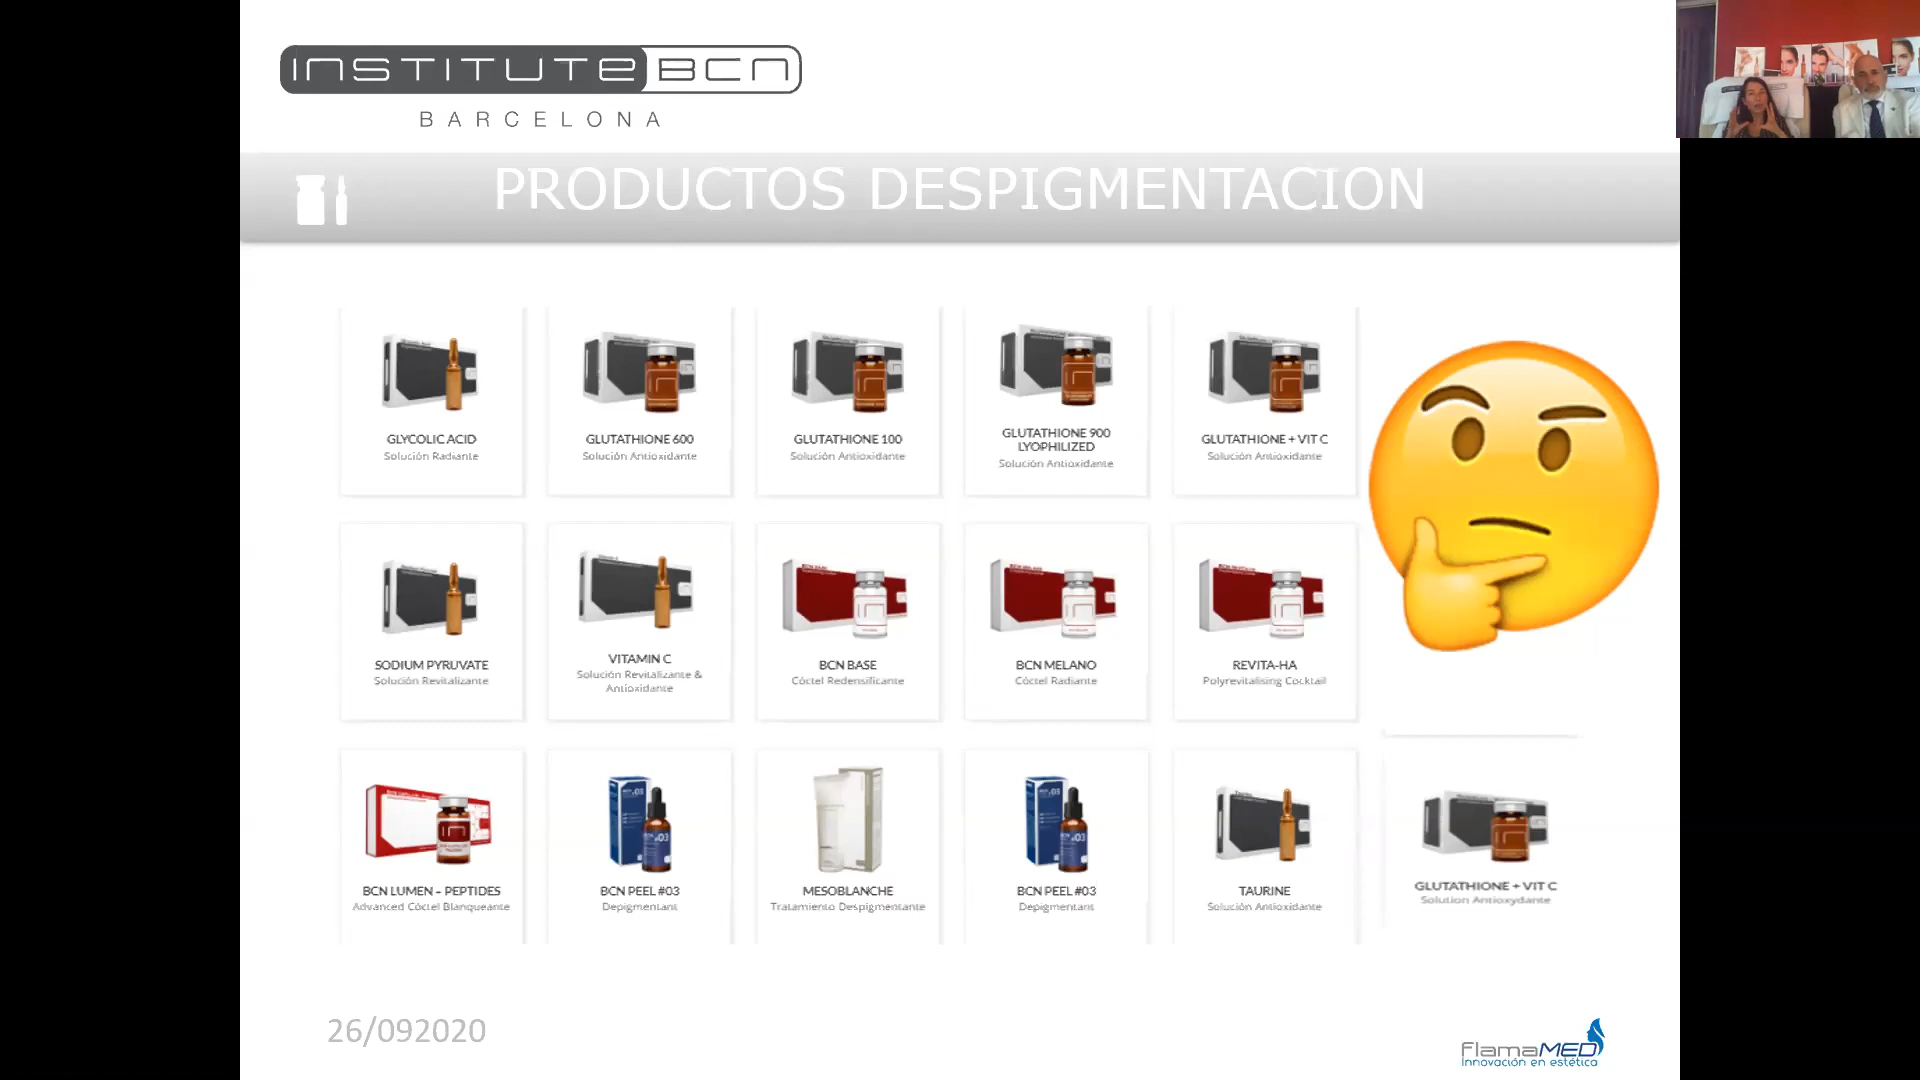 INSTITUTE BCN
BARCELONA
PRODUCTOS DESPIGMENTACION
GLYCOLIC ACID
Solución Radiante
GLUTATHIONE 600
Solución Antioxidante
GLUTATHIONE 100
Solución Antioxidante
GLUTATHIONE 900
LYOPHILIZED
Solución Antioxidante
GLUTATHIONE + VIT C
Solución Antioxidante
SODIUM PYRUVATE
Solución Revitalizante
VITAMIN C
Solución Revitalizante &
Antioxidante
BCN BASE
Cóctel Redensificante
BCN MELANO
Cóctel Radiante
REVITA-HA
Polyrevitalising Cocktail
BCN LUMEN - PEPTIDES
Advanced Cóctel Blanqueante
BCN PEEL #03
Depigmentant
MESOBLANCHE
Tratamiento Despigmentante
BCN PEEL #03
Depigmentant
TAURINE
Solución Antioxidante
GLUTATHIONE + VIT C
Solution Antioxydante
26/092020
FlamaMED
Innovación en estética